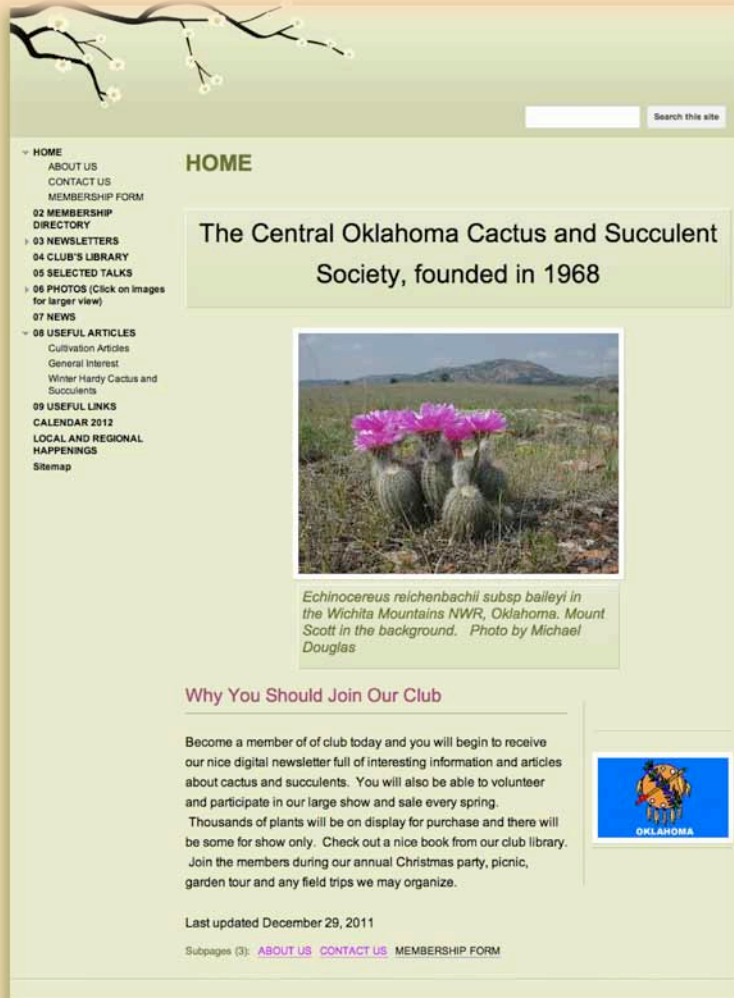 Search this site
HOME
ABOUT US
CONTACT US
MEMBERSHIP FORM
02 MEMBERSHIP
DIRECTORY
03 NEWSLETTERS
04 CLUB'S LIBRARY
05 SELECTED TALKS
06 PHOTOS (Click on images
for larger view)
07 NEWS
08 USEFUL ARTICLES
Cultivation Articles
General Interest
Winter Hardy Cactus and
Succulents
09 USEFUL LINKS
CALENDAR 2012
LOCAL AND REGIONAL
HAPPENINGS
Sitemap
HOME
The Central Oklahoma Cactus and Succulent
Society, founded in 1968
Echinocereus reichenbachii subsp baileyi in
the Wichita Mountains NWR, Oklahoma. Mount
Scott in the background. Photo by Michael
Douglas
Why You Should Join Our Club
Become a member of of club today and you will begin to receive
our nice digital newsletter full of interesting information and articles
about cactus and succulents. You will also be able to volunteer
and participate in our large show and sale every spring.
Thousands of plants will be on display for purchase and there will
be some for show only. Check out a nice book from our club library.
Join the members during our annual Christmas party, picnic,
garden tour and any field trips we may organize.
OKLAHOMA
Last updated December 29, 2011
Subpages (3): ABOUT US CONTACT US MEMBERSHIP FORM